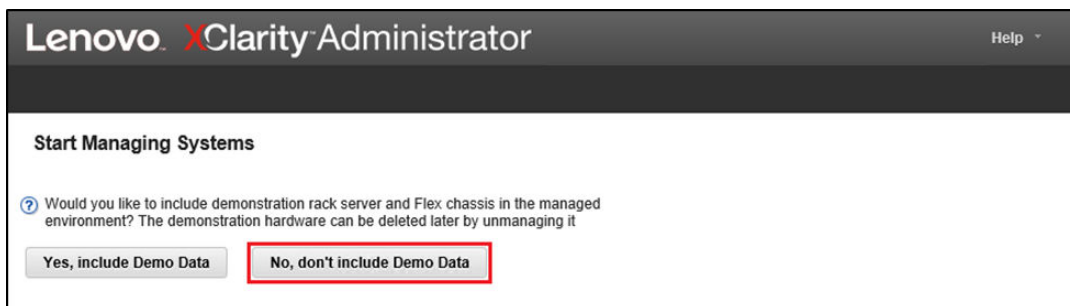 Lenovo. XClarity Administrator
Help
Start Managing Systems
Would you like to include demonstration rack server and Flex chassis in the managed
environment? The demonstration hardware can be deleted later by unmanaging it
Yes, include Demo Data
No, don't include Demo Data